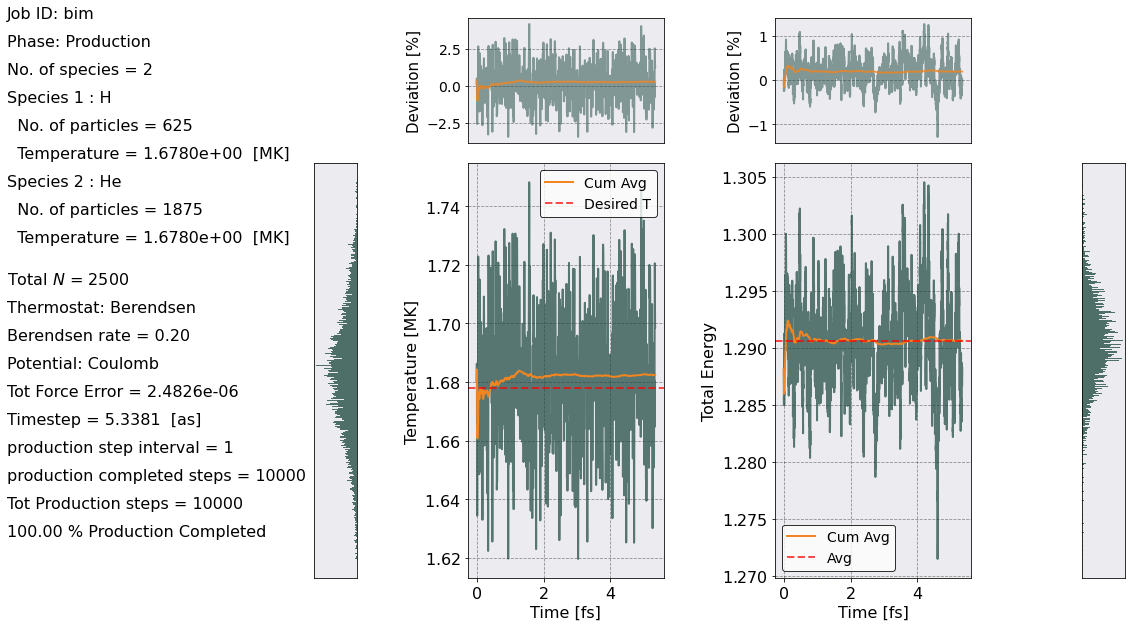 Job ID: bim
Phase: Production
No. of species = 2
Species 1 : H
No. of particles = 625
Temperature = 1.6780e+00  [MK]
Species 2 : He
No. of particles = 1875
Temperature = 1.6780e+00  [MK]
Total N = 2500
Thermostat: Berendsen
Berendsen rate = 0.20
Potential: Coulomb
Tot Force Error = 2.4826e-06
Timestep = 5.3381  [as]
production step interval = 1
production completed steps = 10000
Tot Production steps = 10000
100.00 % Production Completed
Deviation [%]
2.5
0.0
−2.5
Temperature [MK]
1.74
1.72
1.70
1.68
1.66
1.64
1.62
Cum Avg
Desired T
0 2 4
Time [fs]
Deviation [%]
1
0
−1
Total Energy
1.305
1.300
1.295
1.290
1.285
1.280
1.275
1.270
Cum Avg
Avg
0 2 4
Time [fs]